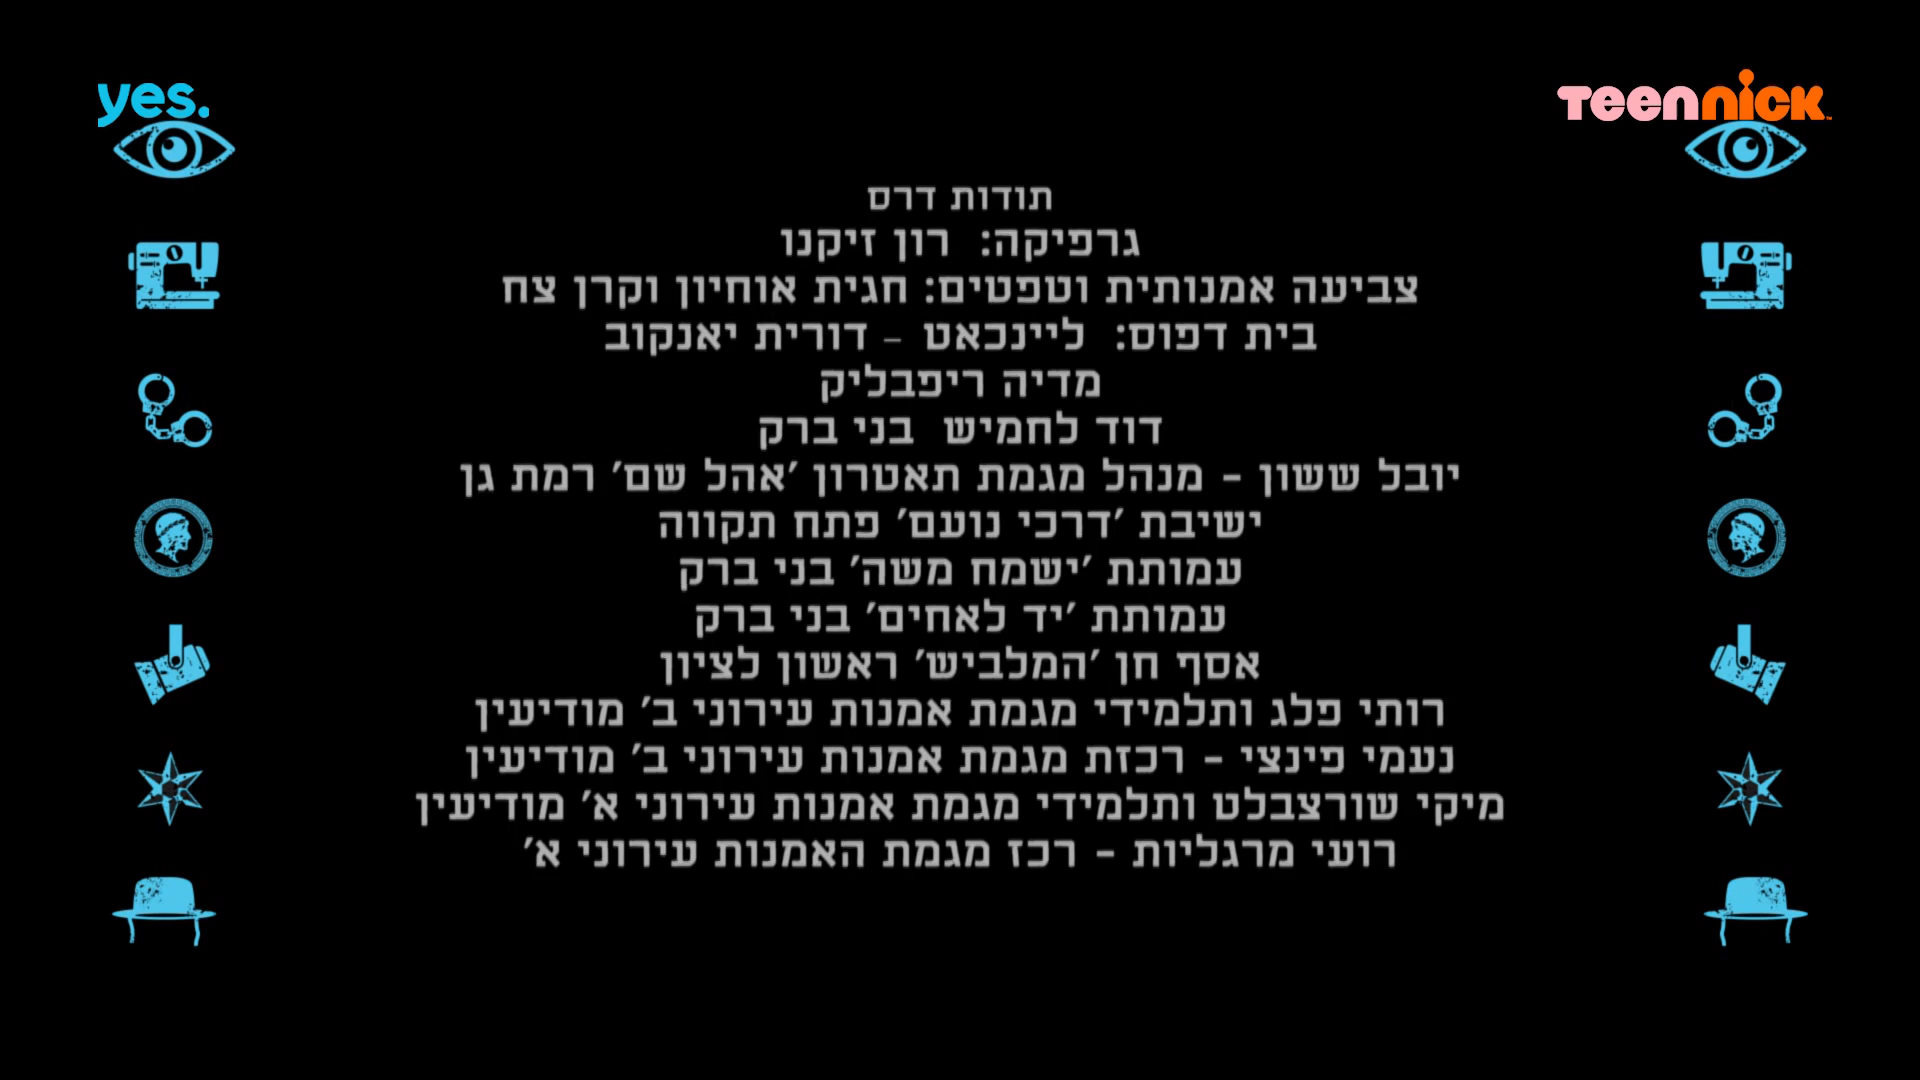 yes.
TEENNICK
תודות דרס
גרפיקה: רון זיקנו
צביעה אמנותית וטפטים: חגית אוחיון וקרן צח
בית דפוס: ליינכאט – דורית יאנקוב
מדיה ריפבליק
דוד לחמיש בני ברק
יובל ששון - מנהל מגמת תאטרון 'אהל שם' רמת גן
ישיבת 'דרכי נועם' פתח תקווה
עמותת 'ישמח משה' בני ברק
עמותת 'יד לאחים' בני ברק
אסף חן 'המלביש' ראשון לציון
רותי פלג ותלמידי מגמת אמנות עירוני ב' מודיעין
נעמי פינצי - רכזת מגמת אמנות עירוני ב' מודיעין
מיקי שורצבלט ותלמידי מגמת אמנות עירוני א' מודיעין
רועי מרגליות - רכז מגמת האמנות עירוני א'